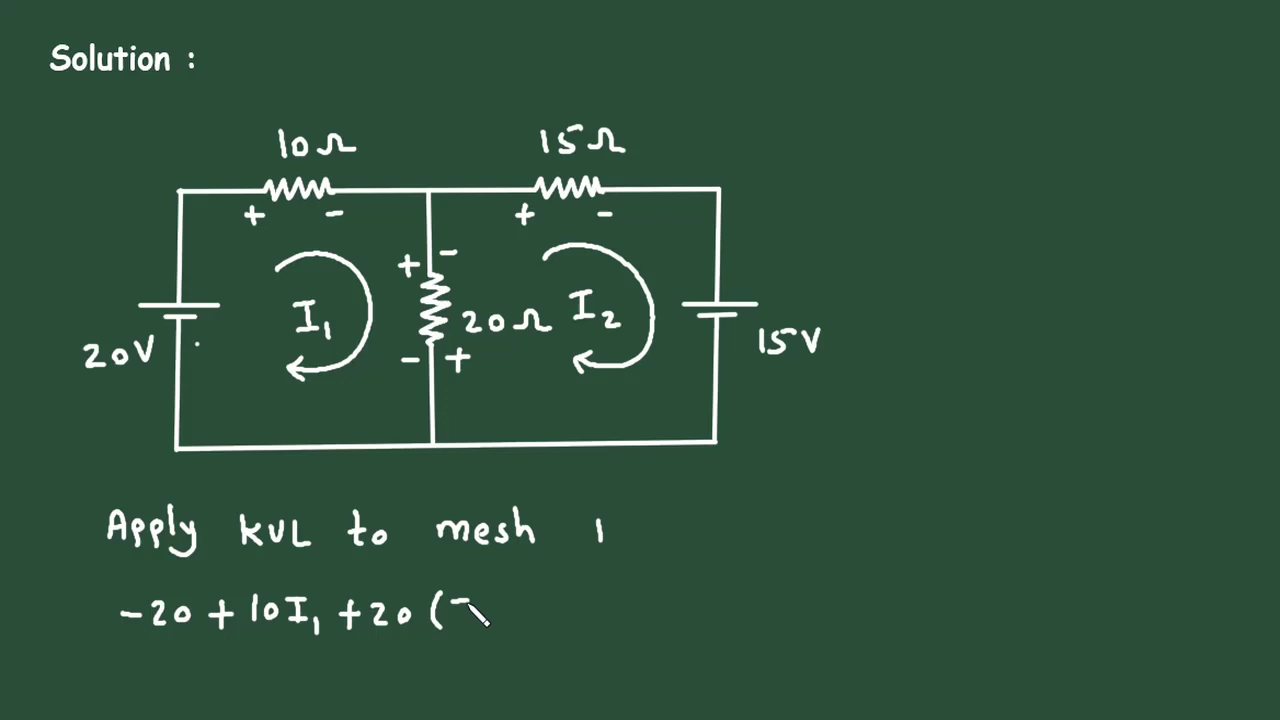 Solution :
10Ω 15Ω
+ - + -
+ -
I₁ 20Ω I₂
20V - + 15V
Apply KVL to mesh 1
-20 + 10I₁ + 20 (